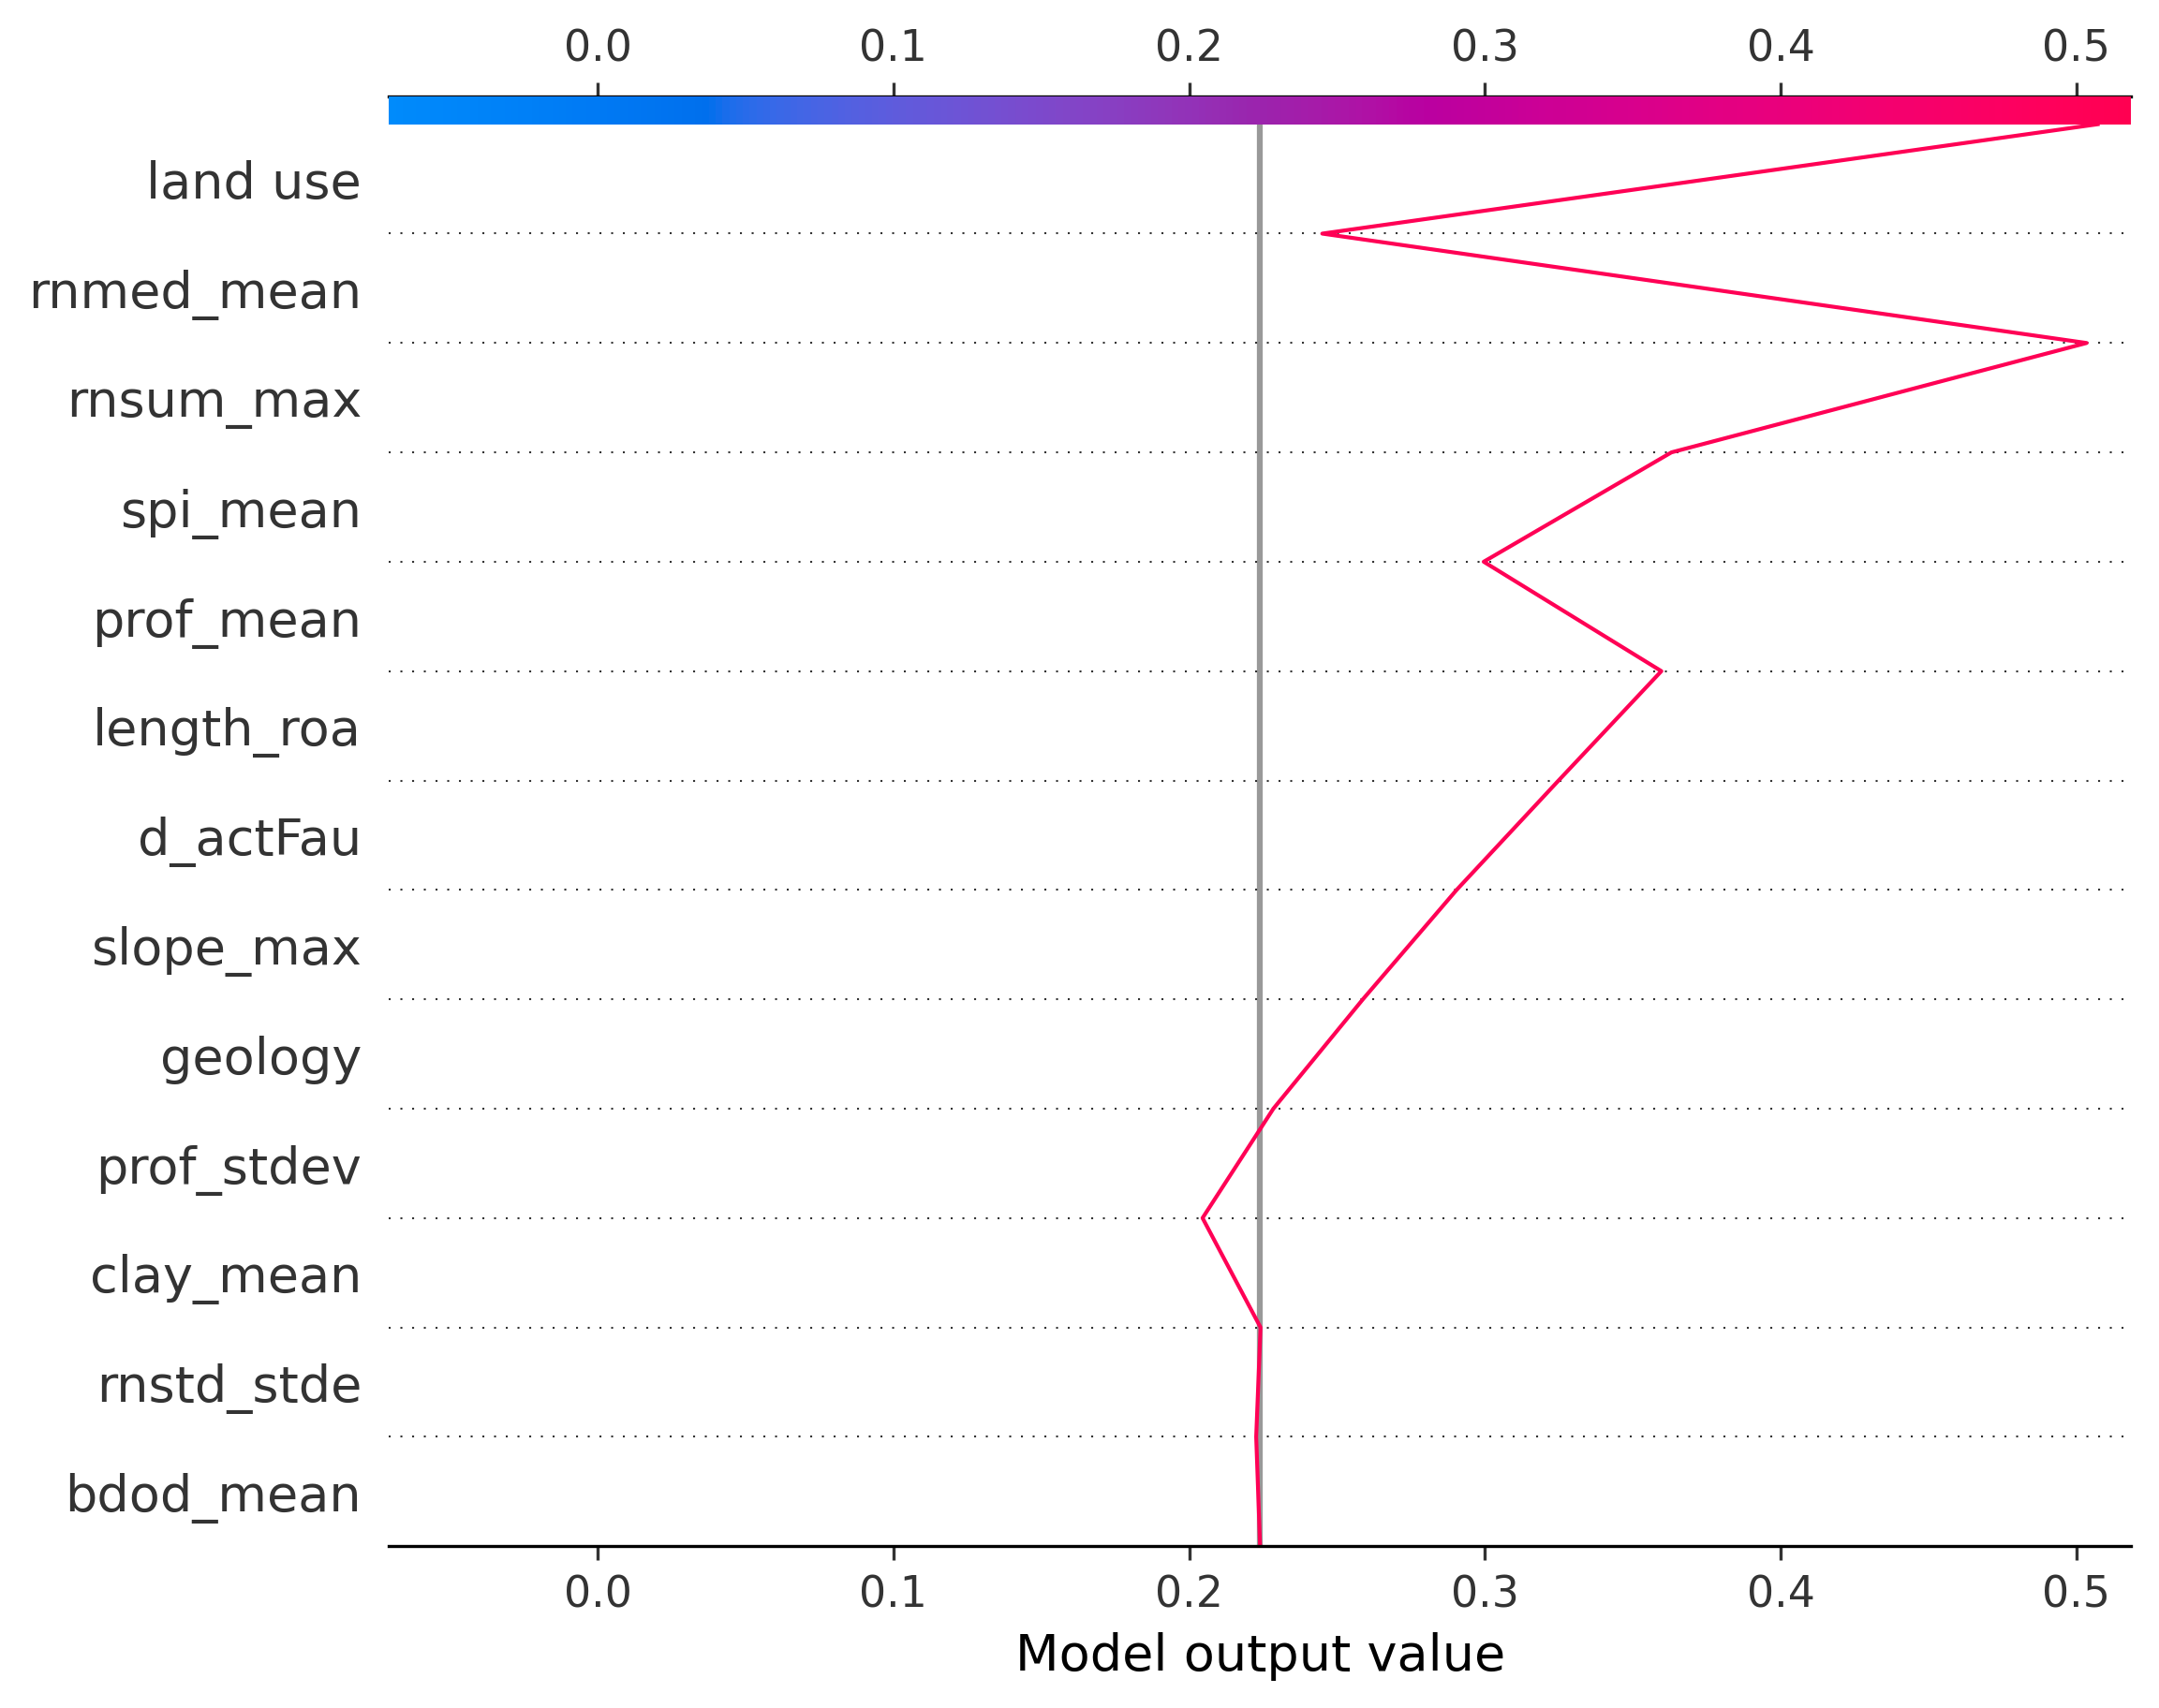 0.0 0.1 0.2 0.3 0.4 0.5
land use
rnmed_mean
rnsum_max
spi_mean
prof_mean
length_roa
d_actFau
slope_max
geology
prof_stdev
clay_mean
rnstd_stde
bdod_mean
0.0 0.1 0.2 0.3 0.4 0.5
Model output value